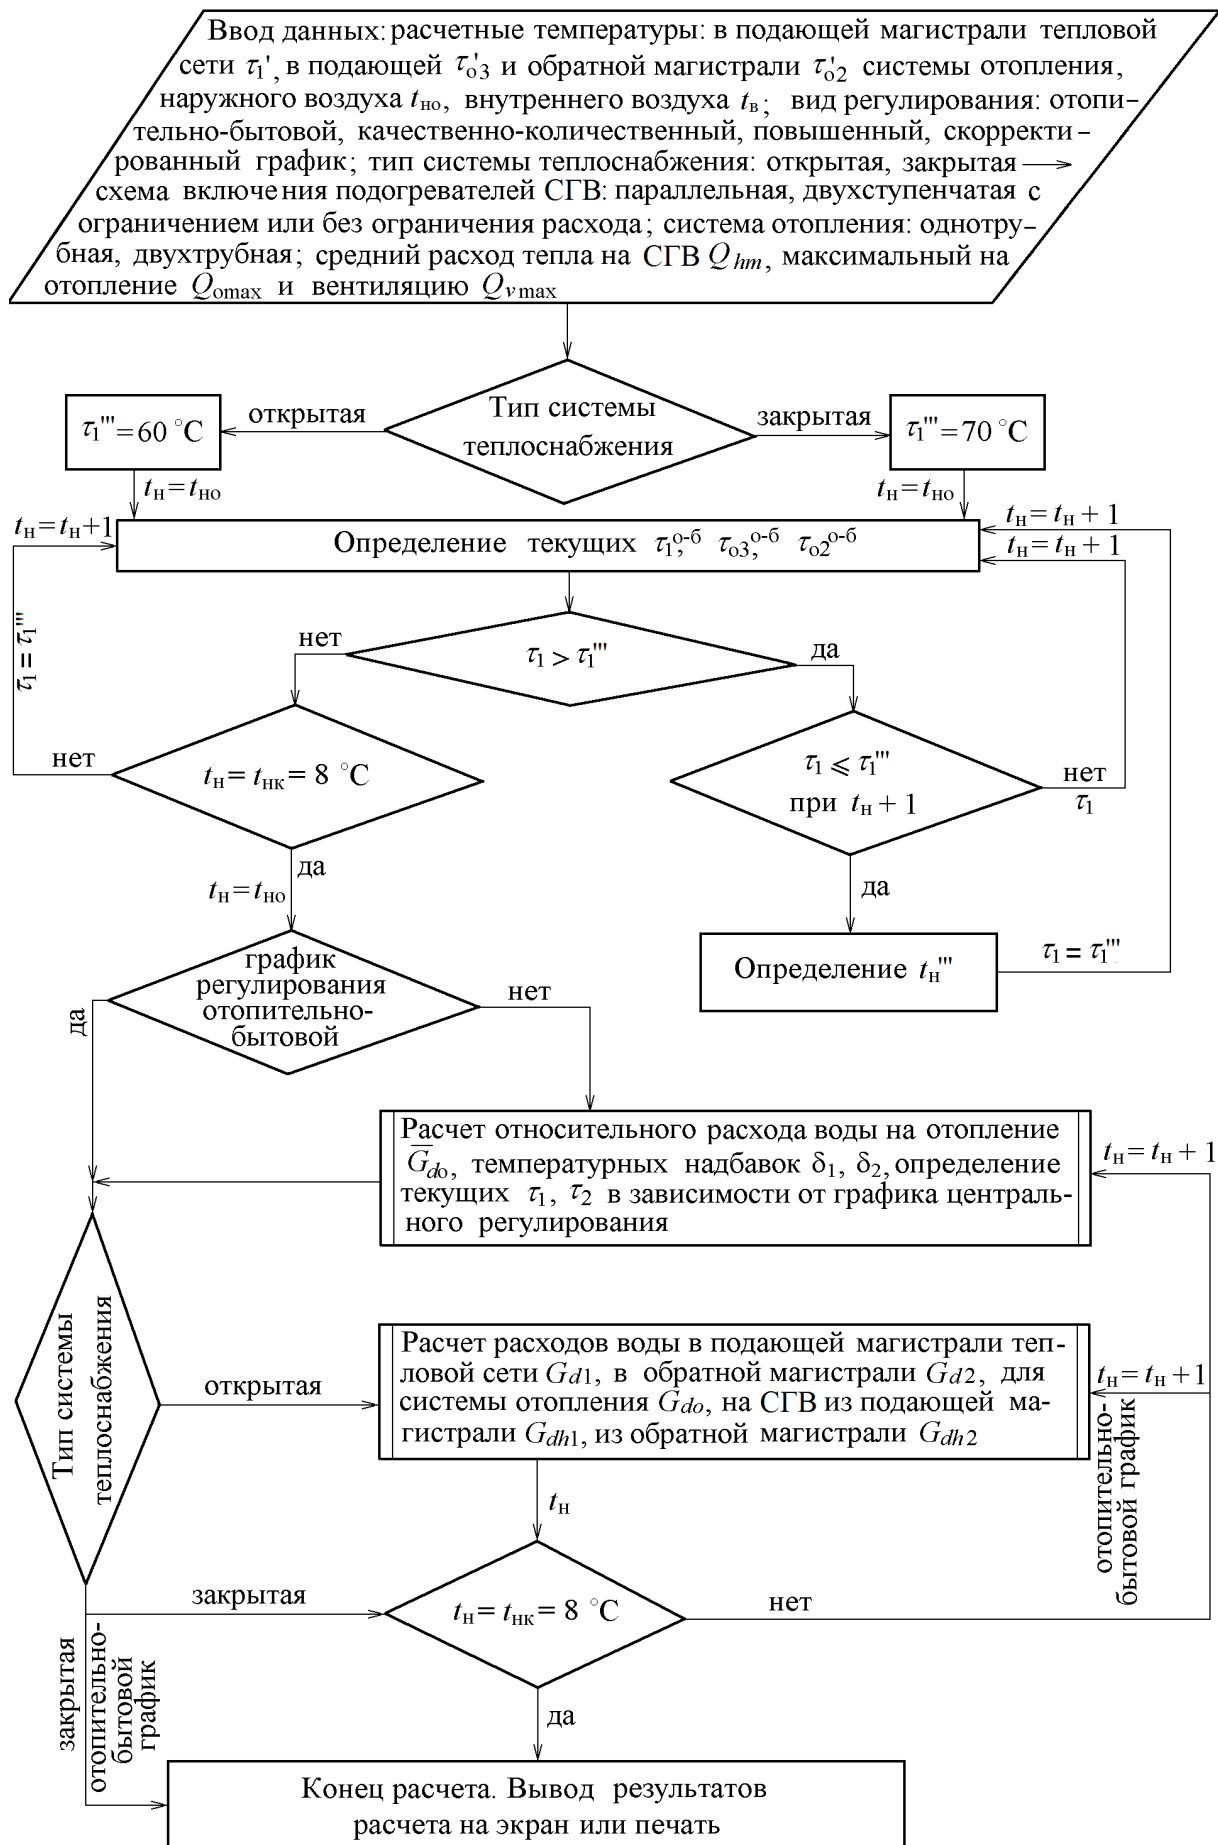 Ввод данных: расчетные температуры: в подающей магистрали тепловой
сети τ₁', в подающей τ'ₒ₃ и обратной магистрали τ'ₒ₂ системы отопления,
наружного воздуха tно, внутреннего воздуха tв; вид регулирования: отопи-
тельно-бытовой, качественно-количественный, повышенный, скорректи-
рованный график; тип системы теплоснабжения: открытая, закрытая →
схема включения подогревателей СГВ: параллельная, двухступенчатая с
ограничением или без ограничения расхода; система отопления: однотру-
бная, двухтрубная; средний расход тепла на СГВ Qhm, максимальный на
отопление Qomax и вентиляцию Qv max
Тип системы
теплоснабжения
открытая
закрытая
τ₁''' = 60 °C
τ₁''' = 70 °C
tн = tно
tн = tно
tн = tн + 1
tн = tн + 1
tн = tн + 1
Определение текущих τ₁,о-б τо3,о-б τо2о-б
τ₁ = τ₁'''
нет
τ₁ > τ₁'''
да
нет
tн = tнк = 8 °C
τ₁ ⩽ τ₁'''
при tн + 1
нет
τ₁
да
tн = tно
да
Определение tн'''
τ₁ = τ₁'''
график
регулирования
отопительно-
бытовой
да
нет
Расчет относительного расхода воды на отопление
G̅do, температурных надбавок δ₁, δ₂, определение
текущих τ₁, τ₂ в зависимости от графика централь-
ного регулирования
tн = tн + 1
Тип системы
теплоснабжения
открытая
Расчет расходов воды в подающей магистрали теп-
ловой сети Gd1, в обратной магистрали Gd2, для
системы отопления Gdo, на СГВ из подающей ма-
гистрали Gdh1, из обратной магистрали Gdh2
tн = tн + 1
отопительно-
бытовой график
tн
закрытая
tн = tнк = 8 °C
нет
закрытая
отопительно-
бытовой
график
да
Конец расчета. Вывод результатов
расчета на экран или печать